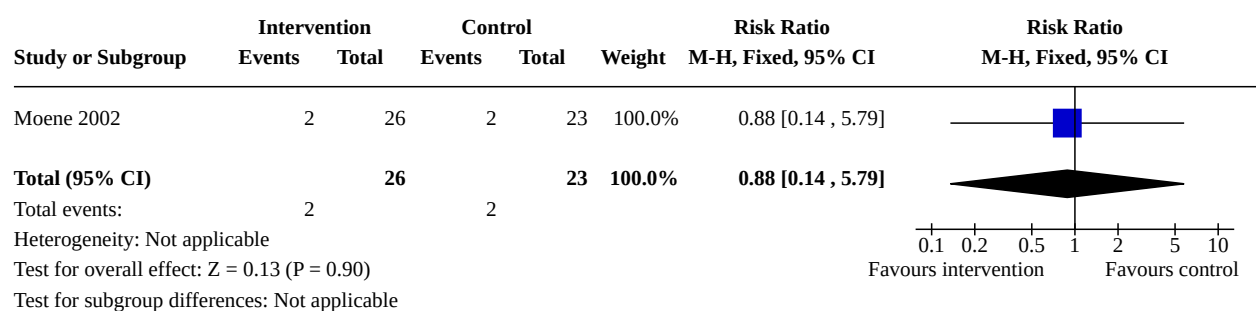 Intervention Control Risk Ratio Risk Ratio
Study or Subgroup Events Total Events Total Weight M-H, Fixed, 95% CI M-H, Fixed, 95% CI
Moene 2002 2 26 2 23 100.0% 0.88 [0.14 , 5.79]
Total (95% CI) 26 23 100.0% 0.88 [0.14 , 5.79]
Total events: 2 2
Heterogeneity: Not applicable
0.1 0.2 0.5 1 2 5 10
Test for overall effect: Z = 0.13 (P = 0.90)
Favours intervention Favours control
Test for subgroup differences: Not applicable